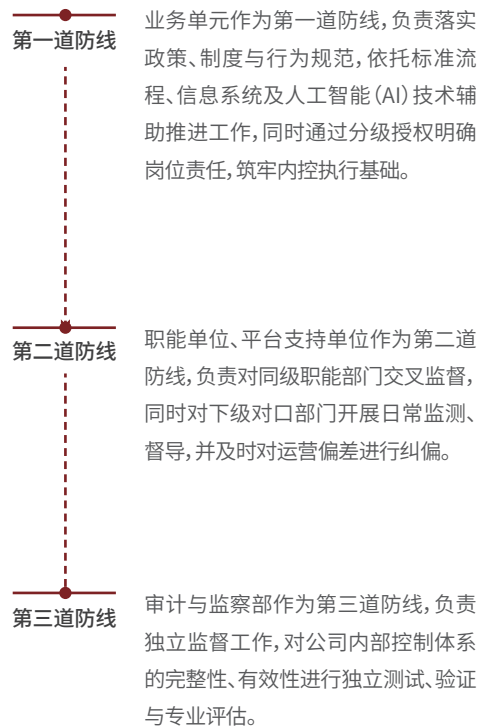 第一道防线
业务单元作为第一道防线，负责落实
政策、制度与行为规范，依托标准流
程、信息系统及人工智能（AI）技术辅
助推进工作，同时通过分级授权明确
岗位责任，筑牢内控执行基础。
第二道防线
职能单位、平台支持单位作为第二道
防线，负责对同级职能部门交叉监督，
同时对下级对口部门开展日常监测、
督导，并及时对运营偏差进行纠偏。
第三道防线
审计与监察部作为第三道防线，负责
独立监督工作，对公司内部控制体系
的完整性、有效性进行独立测试、验证
与专业评估。